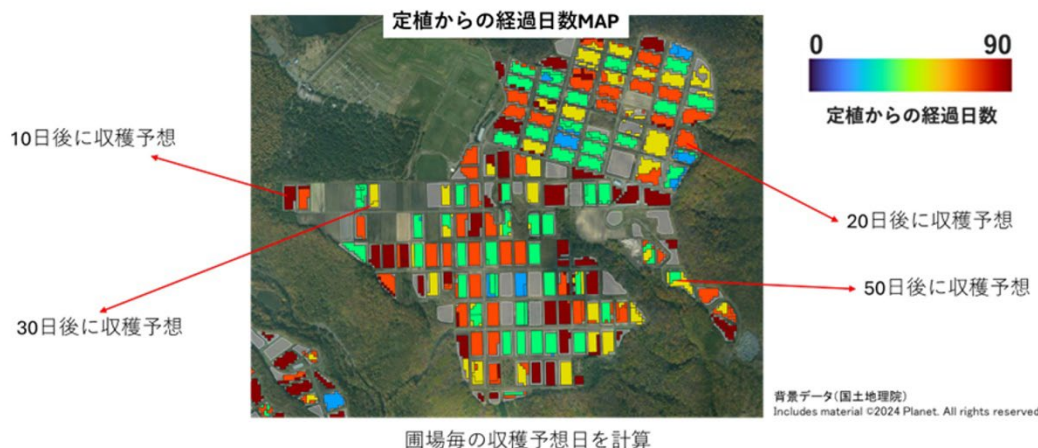 定植からの経過日数MAP
0 90
定植からの経過日数
10日後に収穫予想
20日後に収穫予想
50日後に収穫予想
30日後に収穫予想
背景データ(国土地理院)
Includes material ©2024 Planet. All rights reserved
圃場毎の収穫予想日を計算